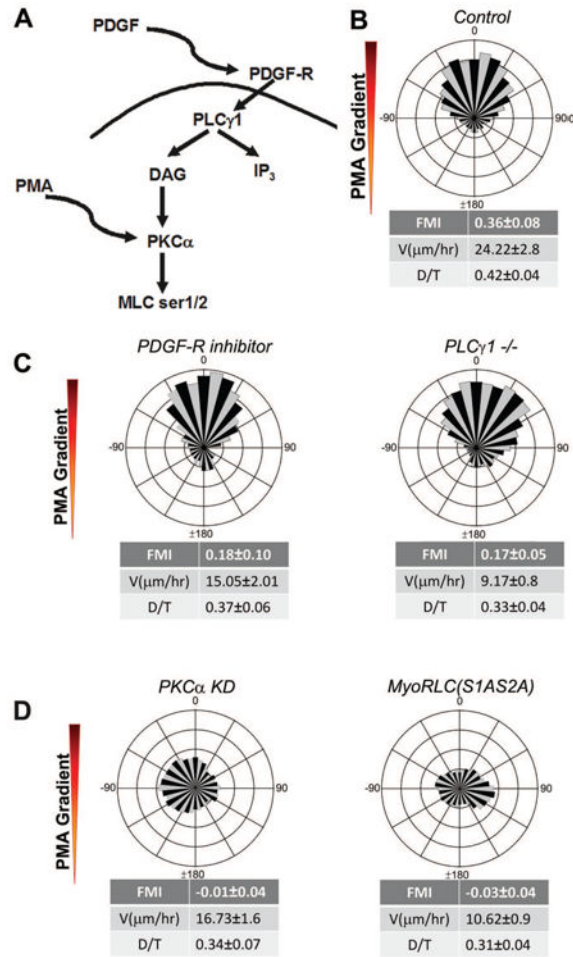 A
PDGF
PDGF-R
PLCγ1
DAG
IP3
PMA
PKCα
MLC ser1/2
B
Control
PMA Gradient
0
-90
90
±180
FMI 0.36±0.08
V(μm/hr) 24.22±2.8
D/T 0.42±0.04
C
PMA Gradient
PDGF-R inhibitor
0
-90
90
±180
FMI 0.18±0.10
V(μm/hr) 15.05±2.01
D/T 0.37±0.06
PLCγ1 -/-
0
-90
90
±180
FMI 0.17±0.05
V(μm/hr) 9.17±0.8
D/T 0.33±0.04
D
PMA Gradient
PKCα KD
0
-90
90
±180
FMI -0.01±0.04
V(μm/hr) 16.73±1.6
D/T 0.34±0.07
MyoRLC(S1AS2A)
0
-90
90
±180
FMI -0.03±0.04
V(μm/hr) 10.62±0.9
D/T 0.31±0.04